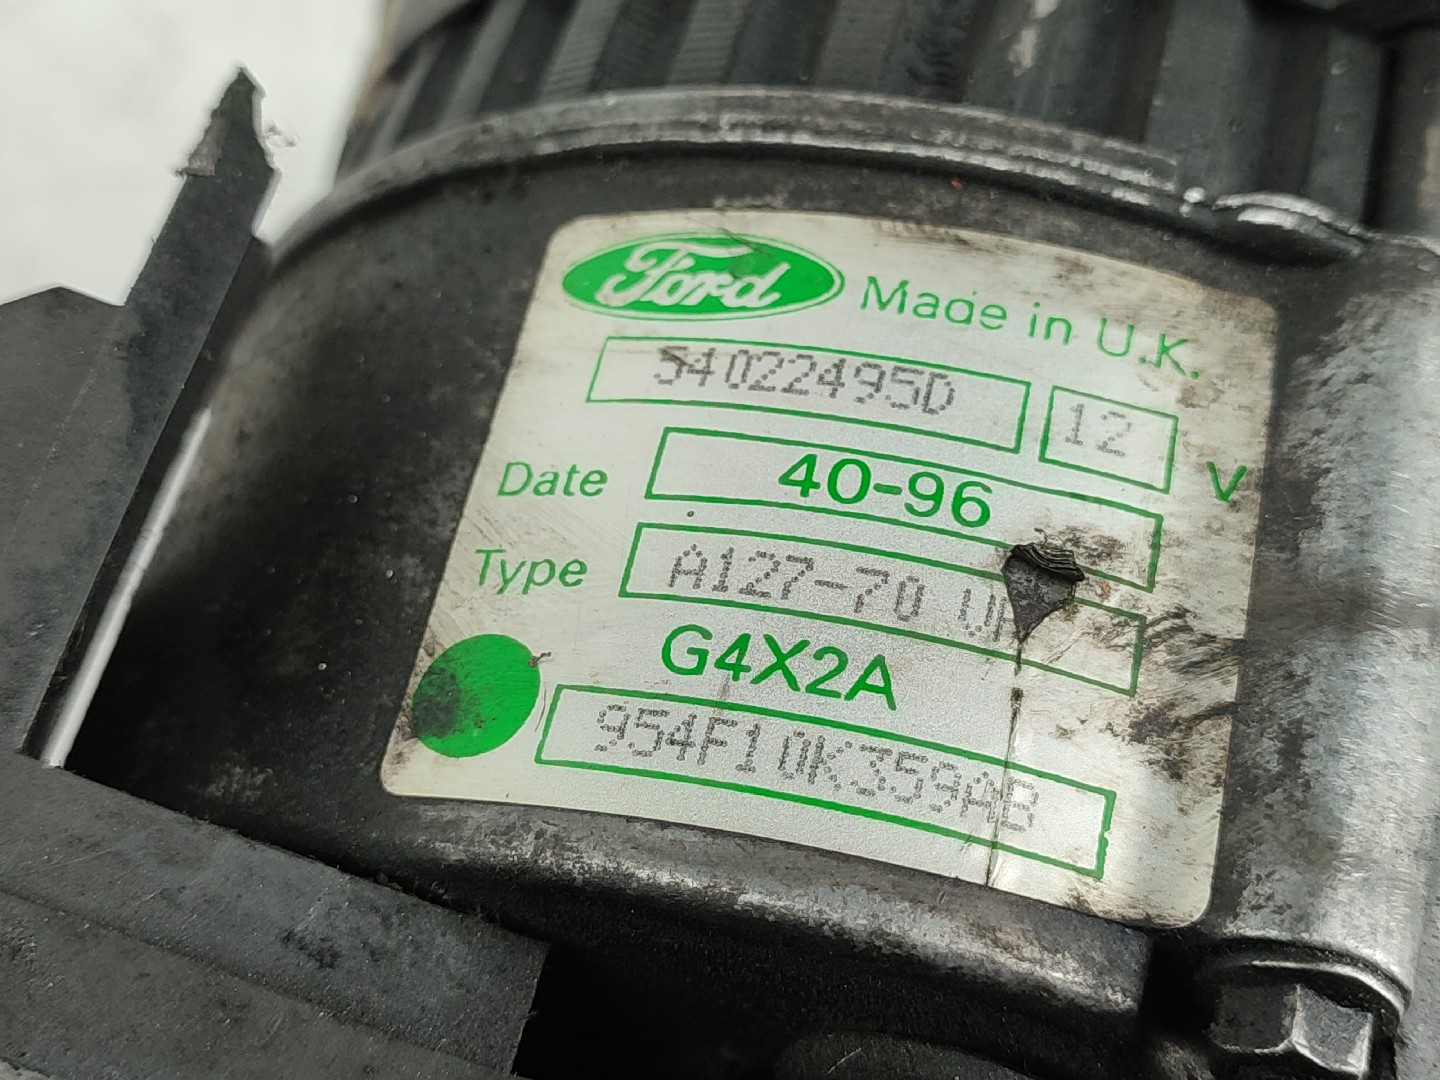 Ford Made in U.K.
54022495D 12 V
Date 40-96
Type A127-70
G4X2A
954F10K359AB